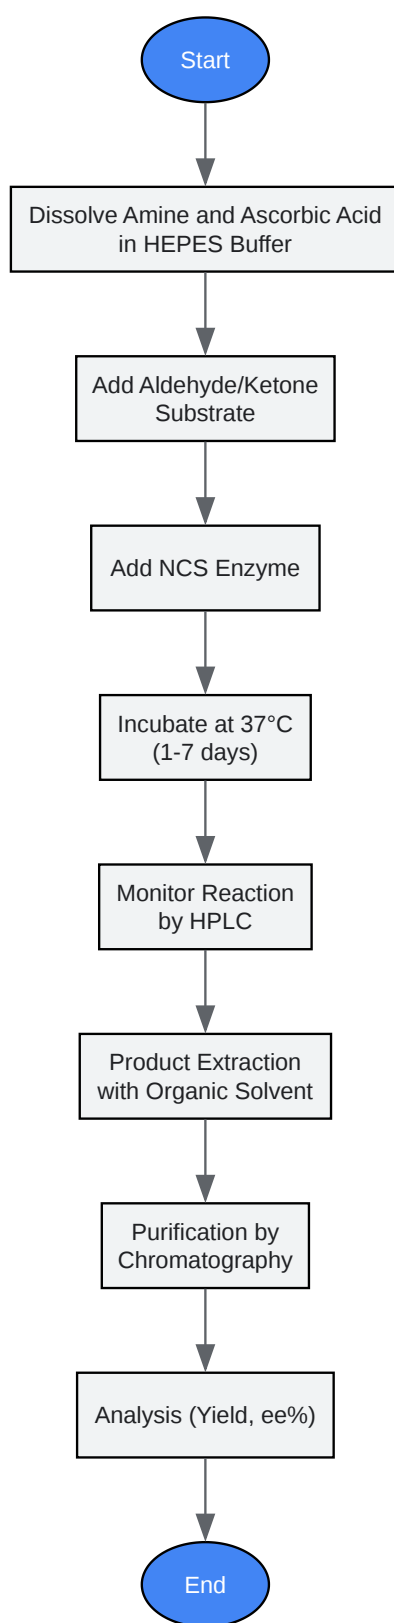 Start
Dissolve Amine and Ascorbic Acid
in HEPES Buffer
Add Aldehyde/Ketone
Substrate
Add NCS Enzyme
Incubate at 37°C
(1-7 days)
Monitor Reaction
by HPLC
Product Extraction
with Organic Solvent
Purification by
Chromatography
Analysis (Yield, ee%)
End